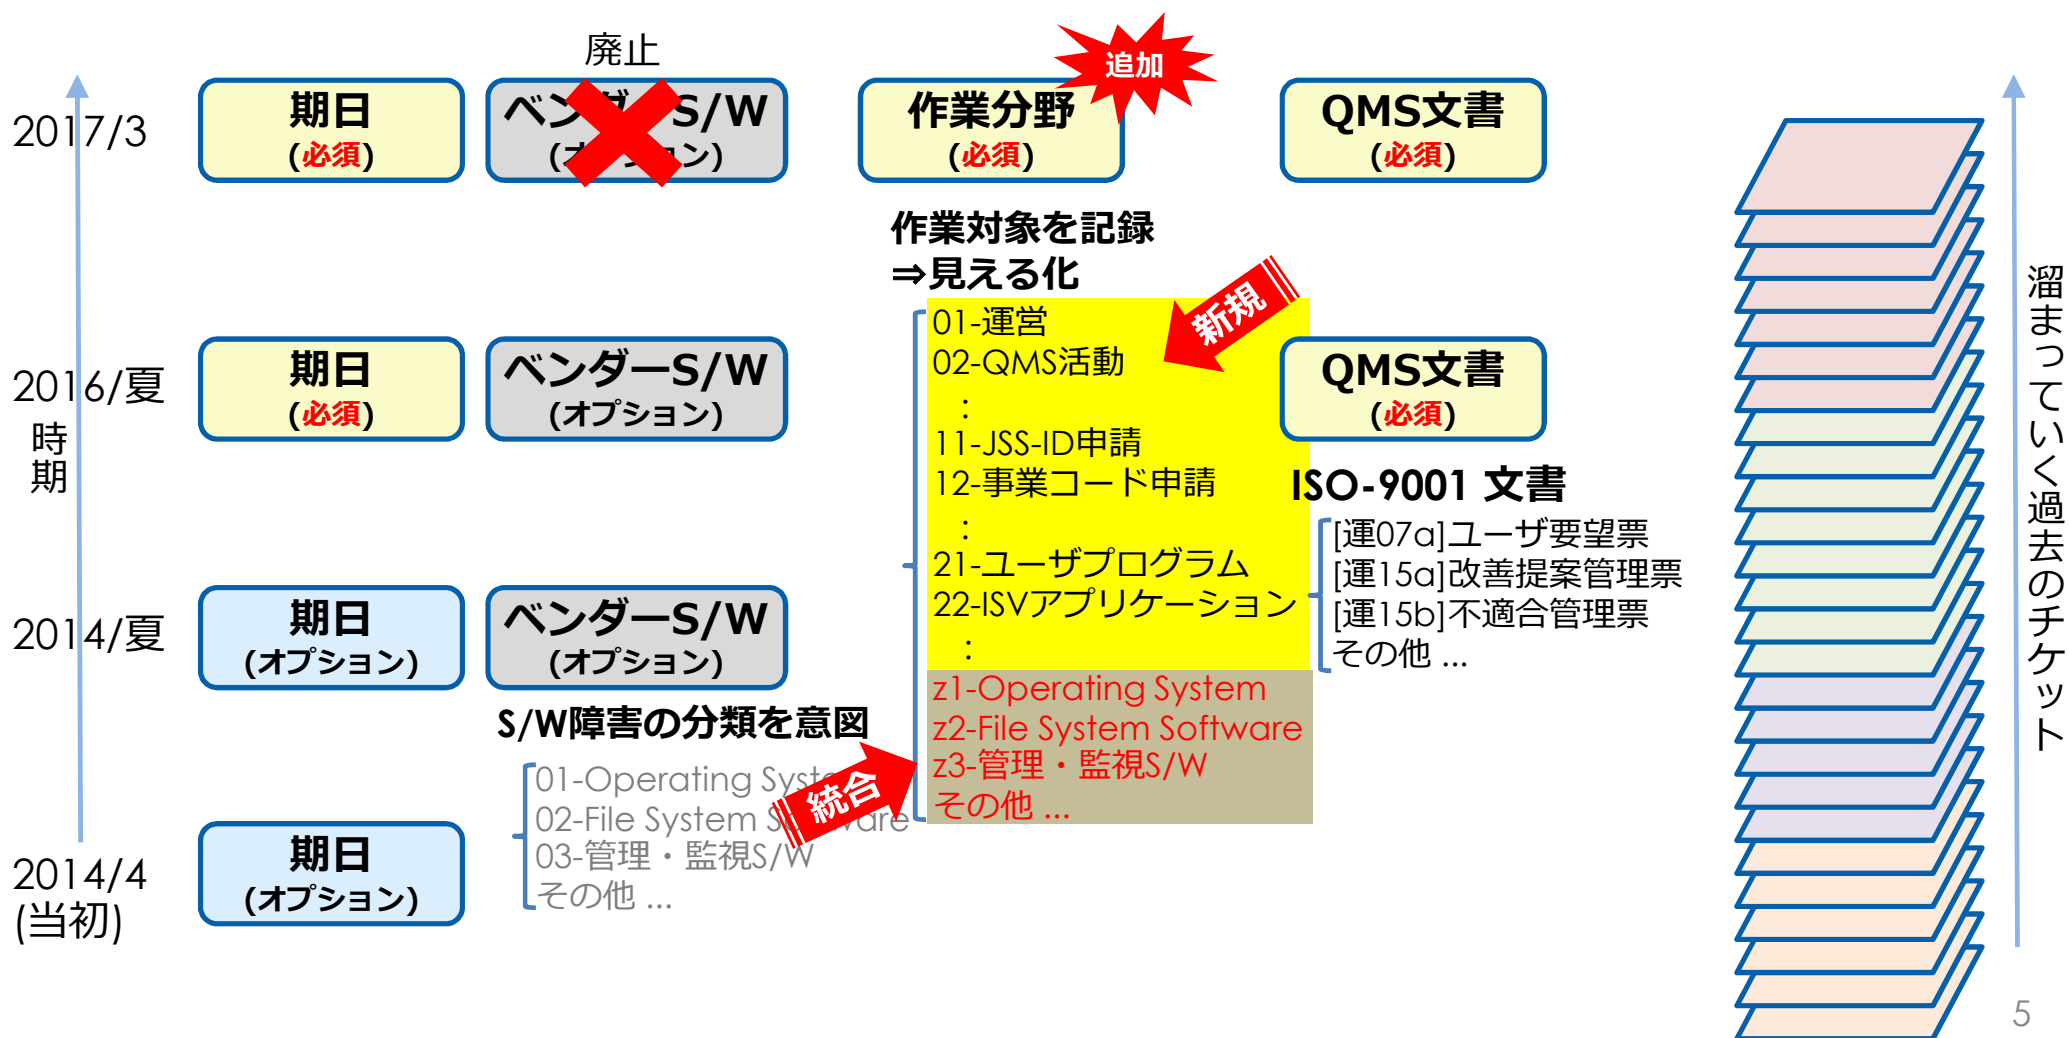 廃止
追加
2017/3
期日
(必須)
ベンダーS/W
(オプション)
作業分野
(必須)
QMS文書
(必須)
作業対象を記録
⇒見える化
新規
01-運営
02-QMS活動
:
11-JSS-ID申請
12-事業コード申請
:
21-ユーザプログラム
22-ISVアプリケーション
:
z1-Operating System
z2-File System Software
z3-管理・監視S/W
その他 ...
2016/夏
期日
(必須)
ベンダーS/W
(オプション)
QMS文書
(必須)
ISO-9001 文書
[運07a]ユーザ要望票
[運15a]改善提案管理票
[運15b]不適合管理票
その他 ...
時期
2014/夏
期日
(オプション)
ベンダーS/W
(オプション)
S/W障害の分類を意図
01-Operating System
02-File System Software
03-管理・監視S/W
その他 ...
統合
2014/4
(当初)
期日
(オプション)
溜まっていく過去のチケット
5